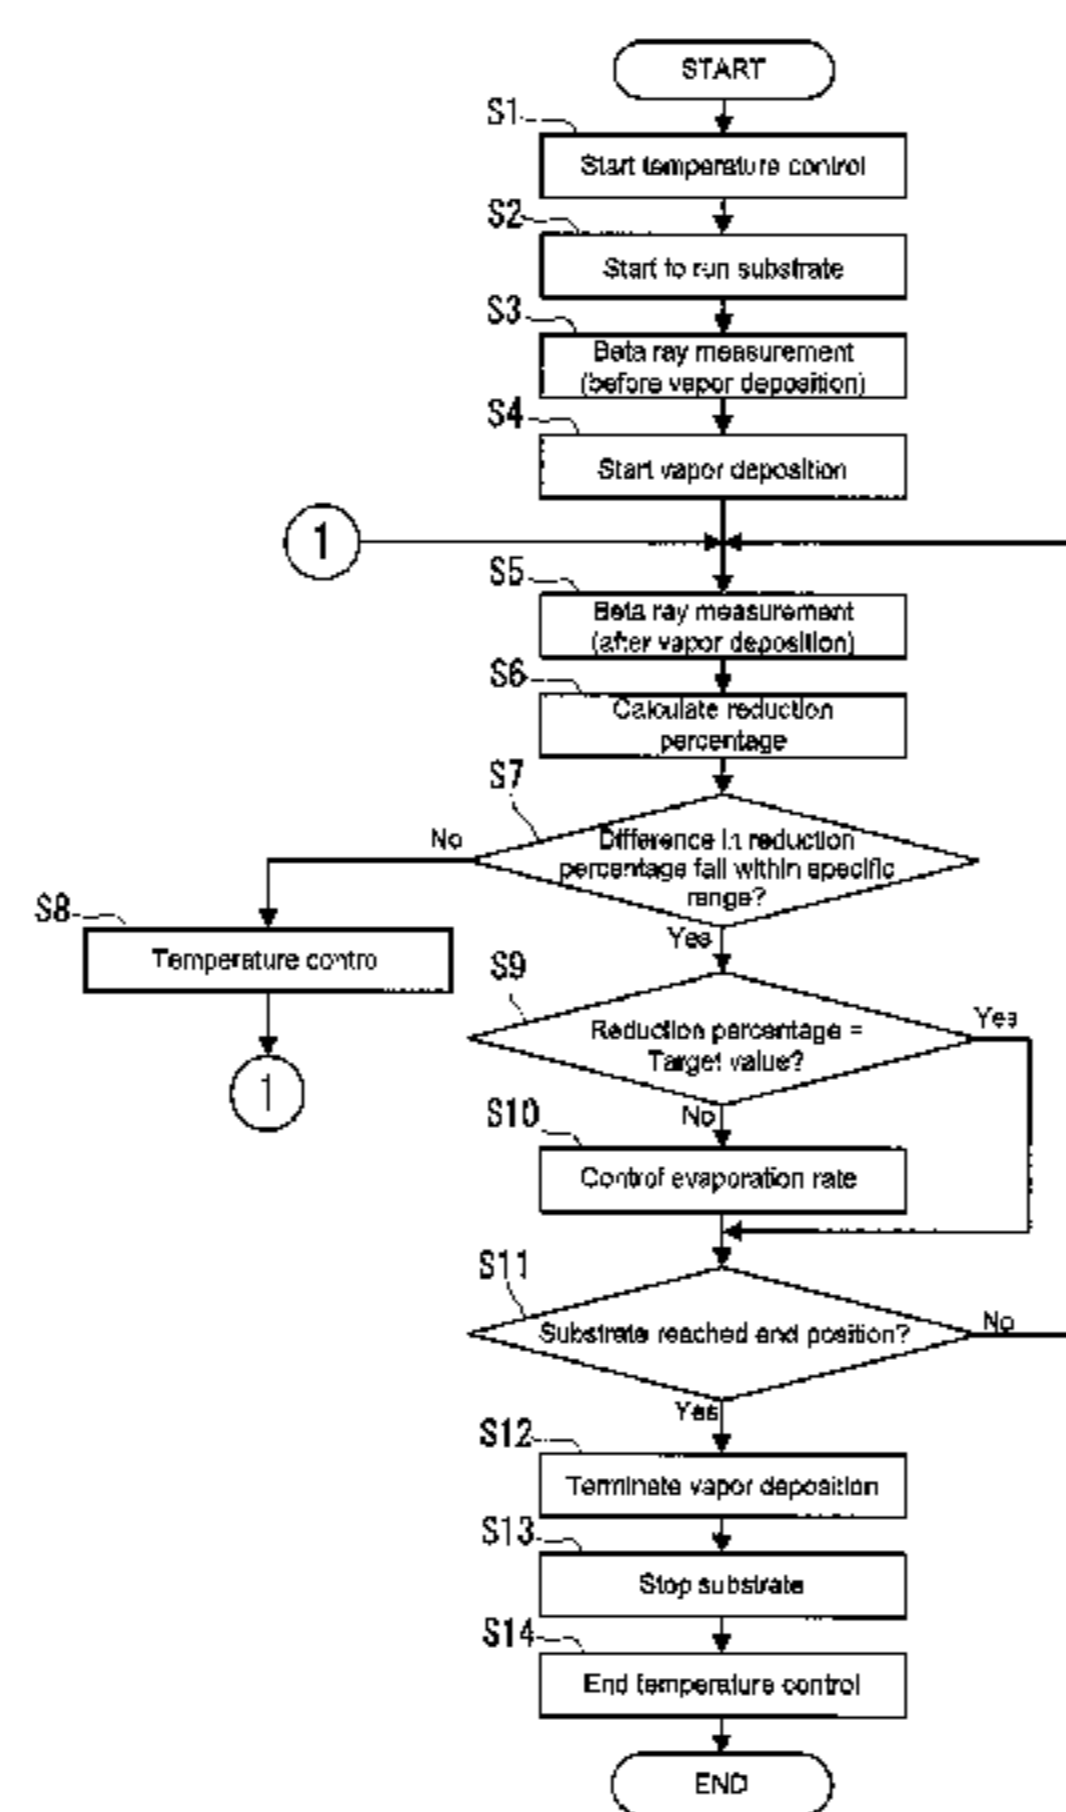 START
S1
Start temperature control
S2
Start to run substrate
S3
Beta ray measurement
(before vapor deposition)
S4
Start vapor deposition
1
S5
Beta ray measurement
(after vapor deposition)
S6
Calculate reduction
percentage
S7
No
Difference in reduction
percentage fall within specific
range?
Yes
S8
Temperature control
1
S9
Reduction percentage =
Target value?
Yes
No
S10
Control evaporation rate
S11
Substrate reached end position?
No
Yes
S12
Terminate vapor deposition
S13
Stop substrate
S14
End temperature control
END